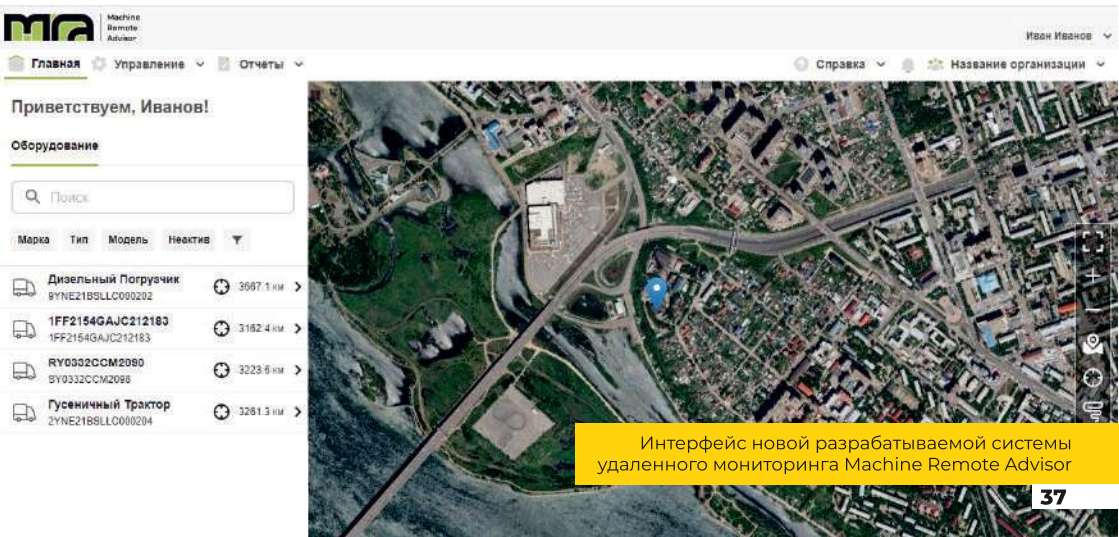 Machine
Remote
Advisor
Иван Иванов
Главная Управление Отчеты Справка Название организации
Приветствуем, Иванов!
Оборудование
Поиск
Марка Тип Модель Неактив
Дизельный Погрузчик
9YNE21BSLLC000202
3667.1 км
1FF2154GAJC212183
1FF2154GAJC212183
3162.4 км
RY0332CCM2090
SY0332CCM2098
3223.6 км
Гусеничный Трактор
2YNE21BSLLC000204
3261.3 км
Интерфейс новой разрабатываемой системы
удаленного мониторинга Machine Remote Advisor
37